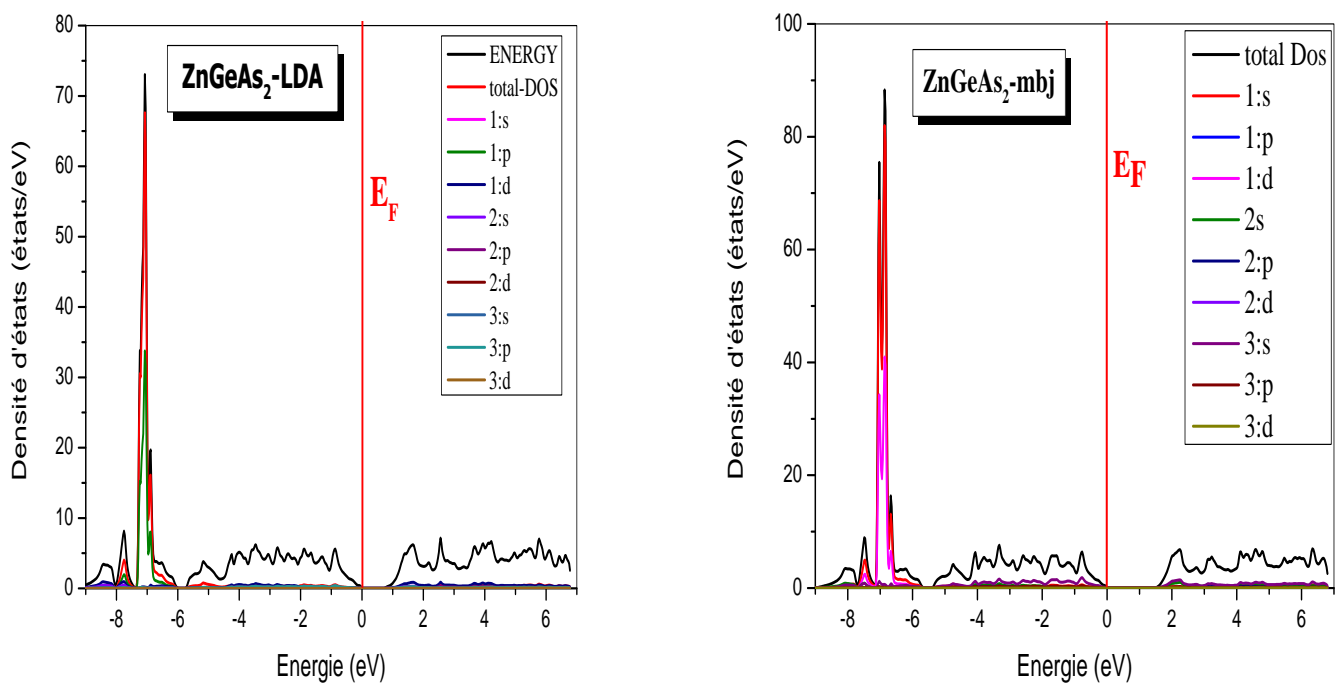 80
70
60
50
40
30
20
10
0
-8
-6
-4
-2
0
2
4
6
Densité d'états (états/eV)
Energie (eV)
ZnGeAs2-LDA
EF
ENERGY
total-DOS
1:s
1:p
1:d
2:s
2:p
2:d
3:s
3:p
3:d
100
80
60
40
20
0
-8
-6
-4
-2
0
2
4
6
Densité d'états (états/eV)
Energie (eV)
ZnGeAs2-mbj
EF
total Dos
1:s
1:p
1:d
2:s
2:p
2:d
3:s
3:p
3:d